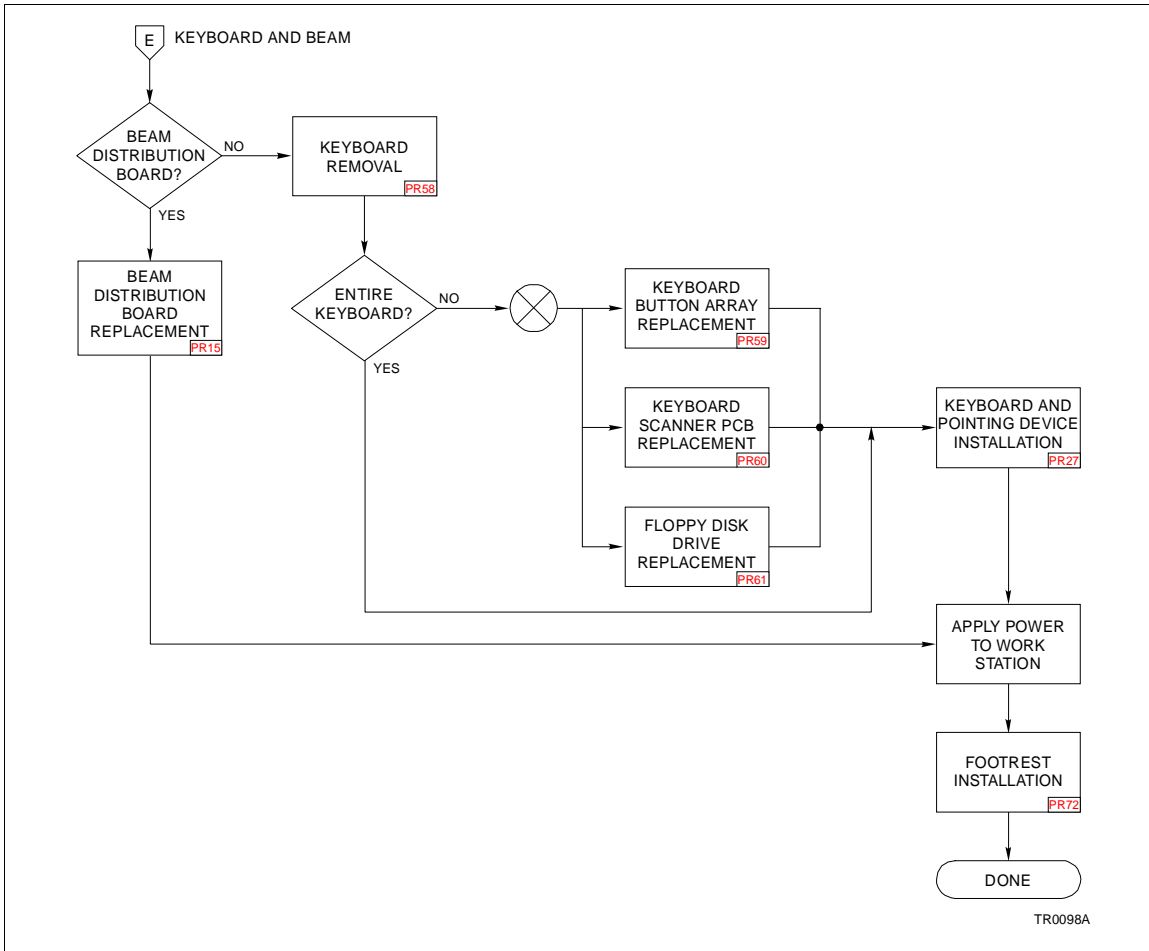 E KEYBOARD AND BEAM
BEAM
DISTRIBUTION
BOARD?
NO
YES
KEYBOARD
REMOVAL
PR58
BEAM
DISTRIBUTION
BOARD
REPLACEMENT
PR15
ENTIRE
KEYBOARD?
NO
YES
KEYBOARD
BUTTON ARRAY
REPLACEMENT
PR59
KEYBOARD
SCANNER PCB
REPLACEMENT
PR60
FLOPPY DISK
DRIVE
REPLACEMENT
PR61
KEYBOARD AND
POINTING DEVICE
INSTALLATION
PR27
APPLY POWER
TO WORK
STATION
FOOTREST
INSTALLATION
PR72
DONE
TR0098A